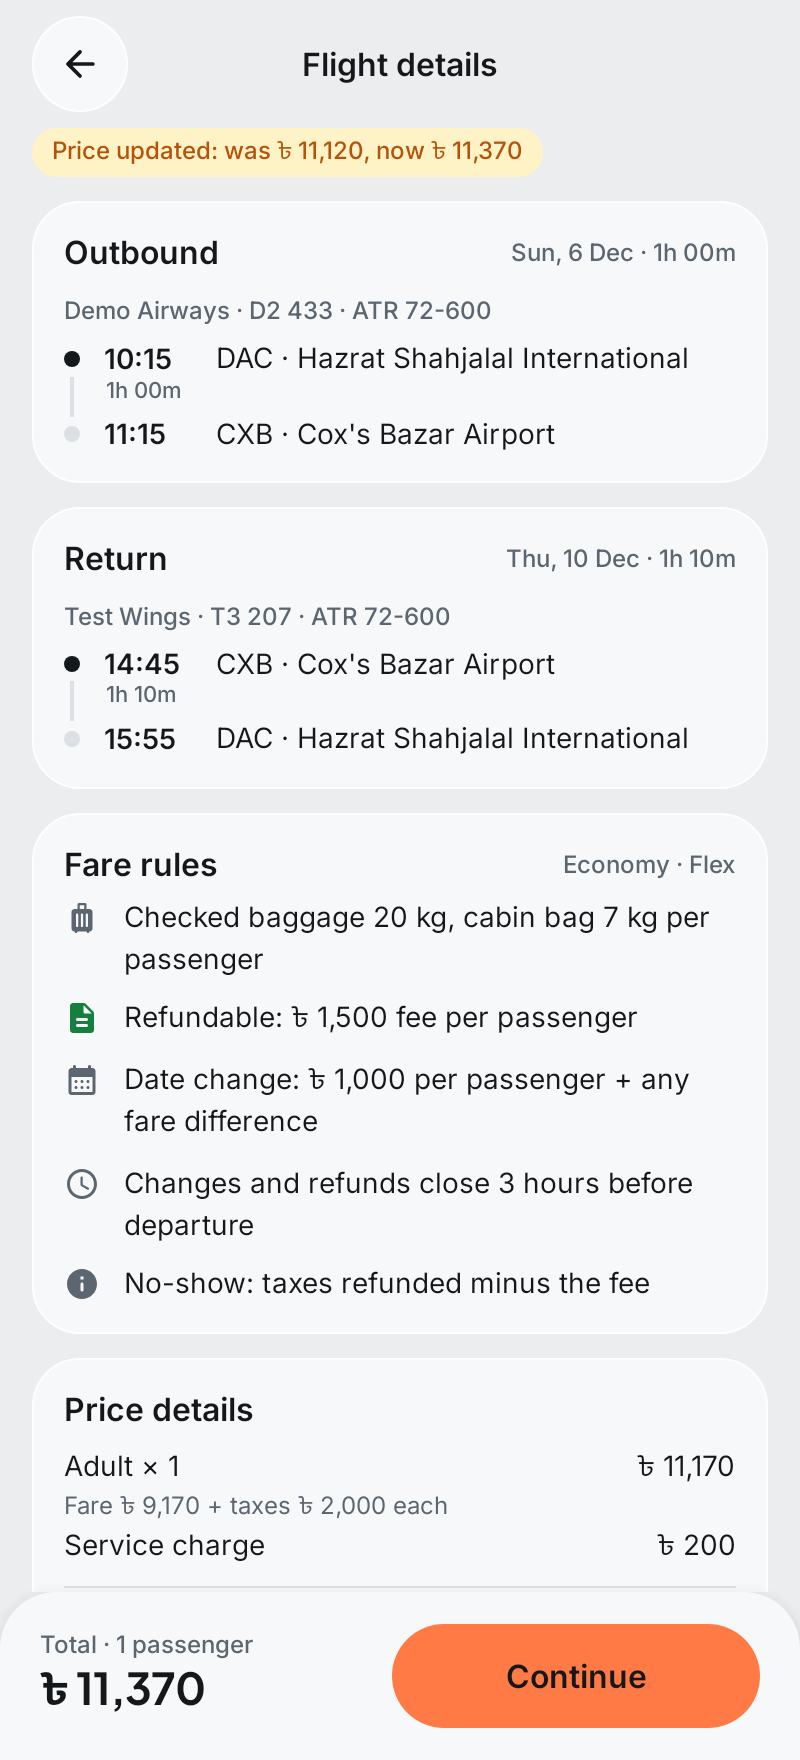 Flight details
Price updated: was ৳ 11,120, now ৳ 11,370
Outbound
Sun, 6 Dec · 1h 00m
Demo Airways · D2 433 · ATR 72-600
10:15 DAC · Hazrat Shahjalal International
1h 00m
11:15 CXB · Cox's Bazar Airport
Return
Thu, 10 Dec · 1h 10m
Test Wings · T3 207 · ATR 72-600
14:45 CXB · Cox's Bazar Airport
1h 10m
15:55 DAC · Hazrat Shahjalal International
Fare rules
Economy · Flex
Checked baggage 20 kg, cabin bag 7 kg per
passenger
Refundable: ৳ 1,500 fee per passenger
Date change: ৳ 1,000 per passenger + any
fare difference
Changes and refunds close 3 hours before
departure
No-show: taxes refunded minus the fee
Price details
Adult × 1 ৳ 11,170
Fare ৳ 9,170 + taxes ৳ 2,000 each
Service charge ৳ 200
Total · 1 passenger
৳ 11,370
Continue